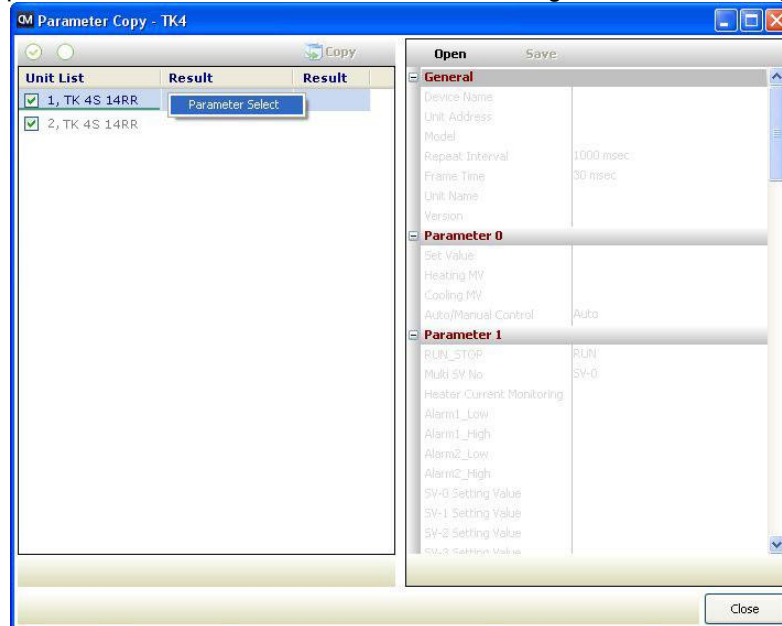 Parameter Copy - TK4
Copy
Unit List Result Result
1, TK 4S 14RR
Parameter Select
2, TK 4S 14RR
Open Save
General
Device Name
Unit Address
Model
Repeat Interval 1000 msec
Frame Time 30 msec
Unit Name
Version
Parameter 0
Set Value
Heating MV
Cooling MV
Auto/Manual Control Auto
Parameter 1
RUN_STOP RUN
Multi SV No SV-0
Heater Current Monitoring
Alarm1_Low
Alarm1_High
Alarm2_Low
Alarm2_High
SV-0 Setting Value
SV-1 Setting Value
SV-2 Setting Value
SV-3 Setting Value
Close